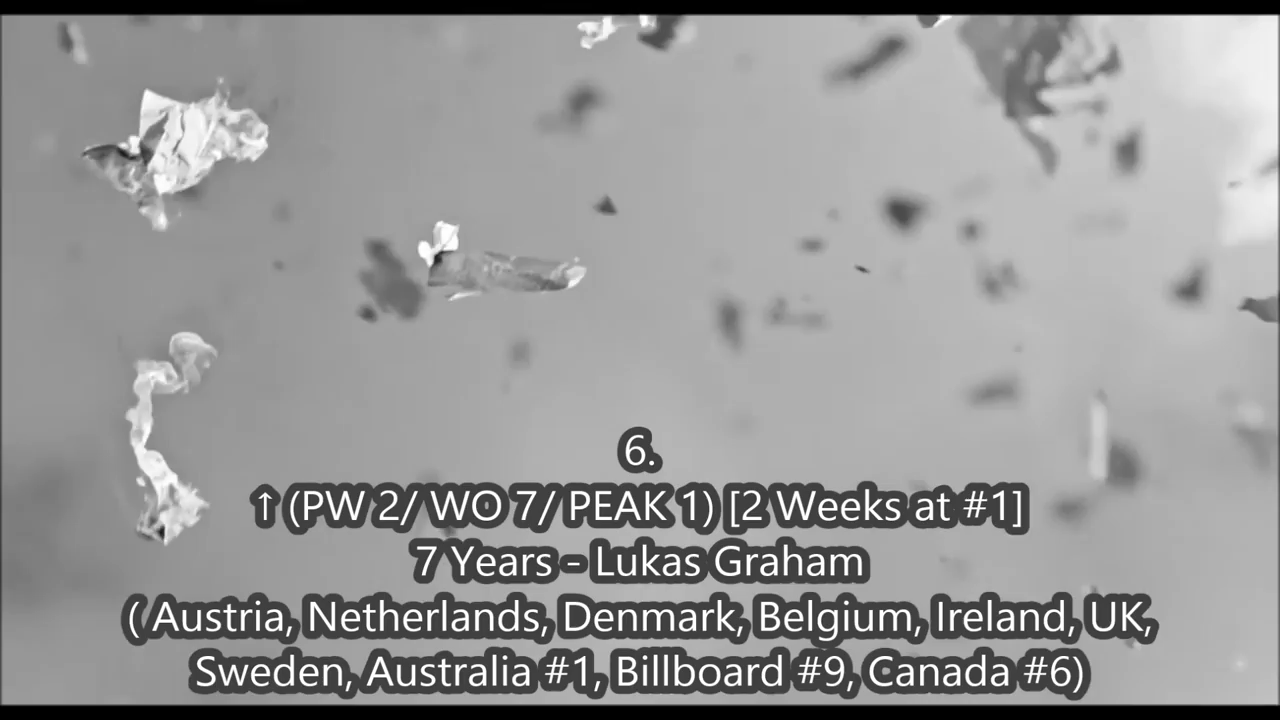 6.
↑ (PW 2/ WO 7/ PEAK 1) [2 Weeks at #1]
7 Years - Lukas Graham
( Austria, Netherlands, Denmark, Belgium, Ireland, UK,
Sweden, Australia #1, Billboard #9, Canada #6)